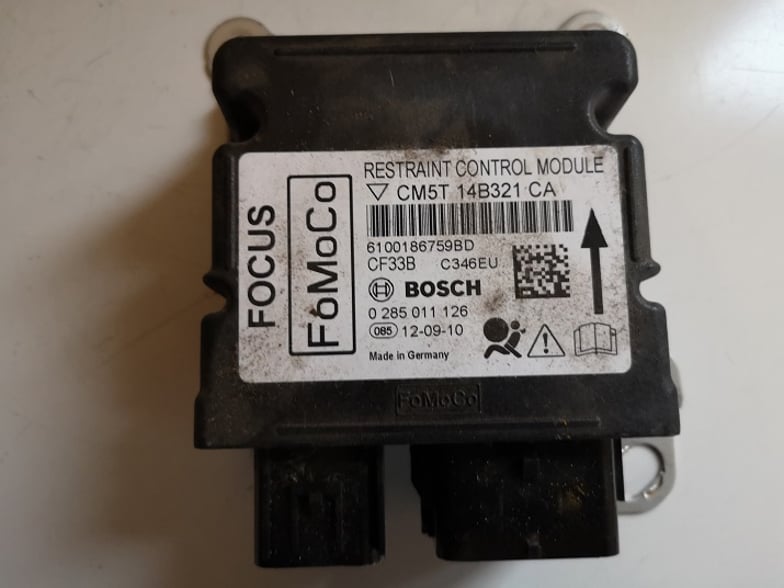 RESTRAINT CONTROL MODULE
CM5T 14B321 CA
6100186759BD
CF33B C346EU
BOSCH
0 285 011 126
085 12-09-10
Made in Germany
FOCUS
FoMoCo
FoMoCo